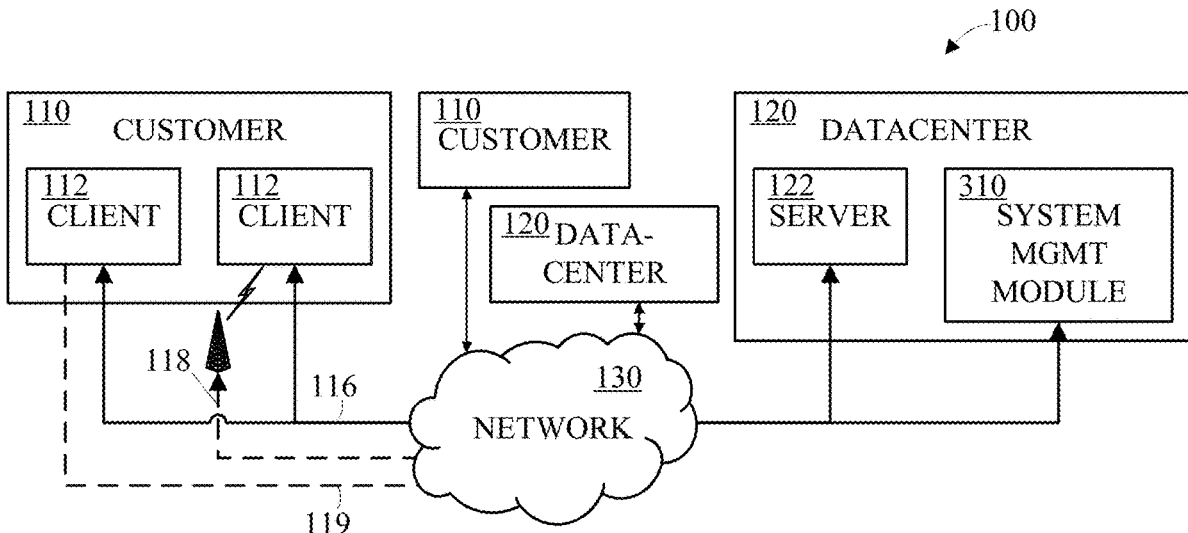 100
110
CUSTOMER
112
CLIENT
112
CLIENT
110
CUSTOMER
120
DATA-
CENTER
120
DATACENTER
122
SERVER
310
SYSTEM
MGMT
MODULE
118
116
130
NETWORK
119